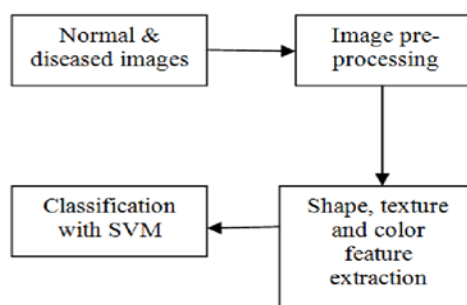 Normal &
diseased images
Image pre-
processing
Shape, texture
and color
feature
extraction
Classification
with SVM